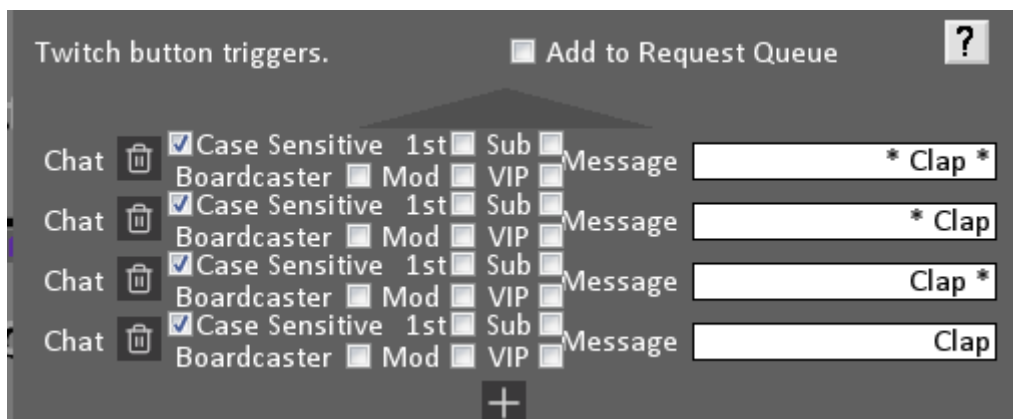 Twitch button triggers. Add to Request Queue ?
Chat Case Sensitive 1st Sub Message * Clap *
Boardcaster Mod VIP
Chat Case Sensitive 1st Sub Message * Clap
Boardcaster Mod VIP
Chat Case Sensitive 1st Sub Message Clap *
Boardcaster Mod VIP
Chat Case Sensitive 1st Sub Message Clap
Boardcaster Mod VIP
+